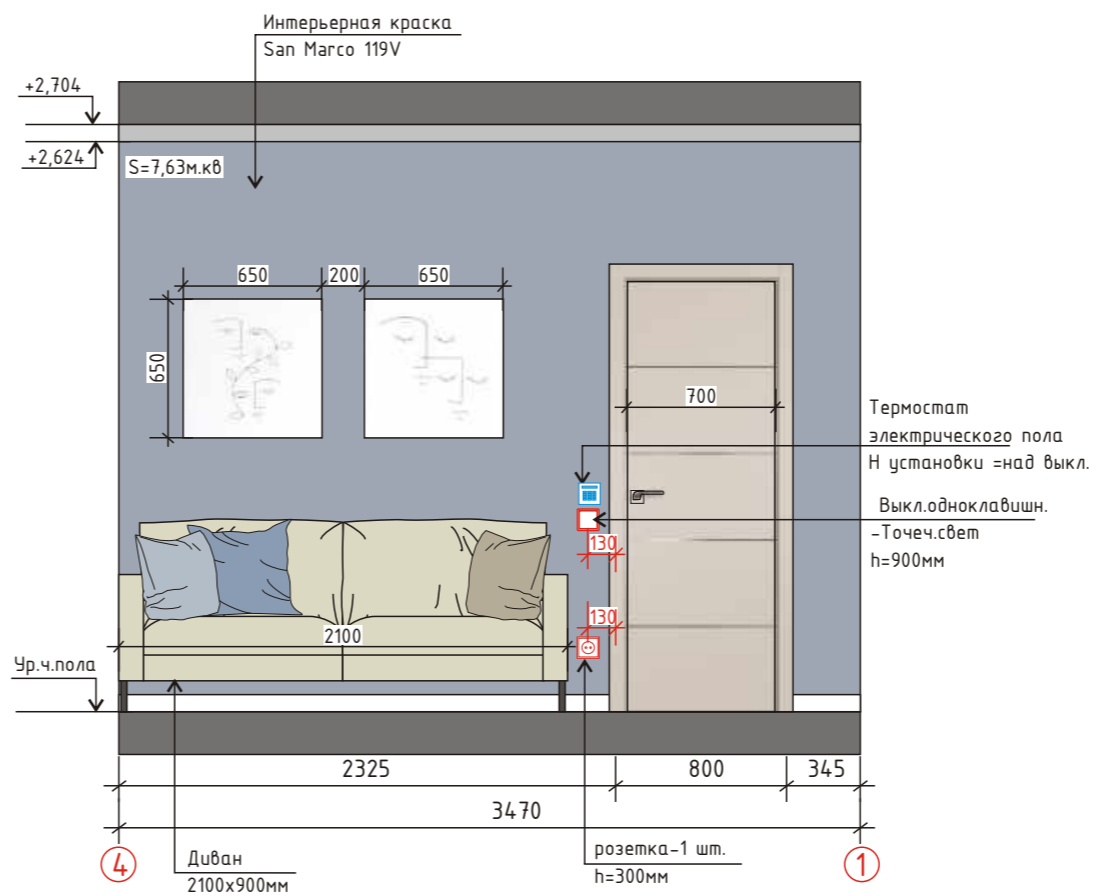 Интерьерная краска
San Marco 119V
+2,704
+2,624
S=7,63м.кв
650
200
650
650
700
Термостат
электрического пола
Н установки =над выкл.
Выкл.одноклавишн.
-Точеч.свет
h=900мм
130
130
2100
Ур.ч.пола
2325
800
345
3470
4
1
Диван
2100х900мм
розетка-1 шт.
h=300мм